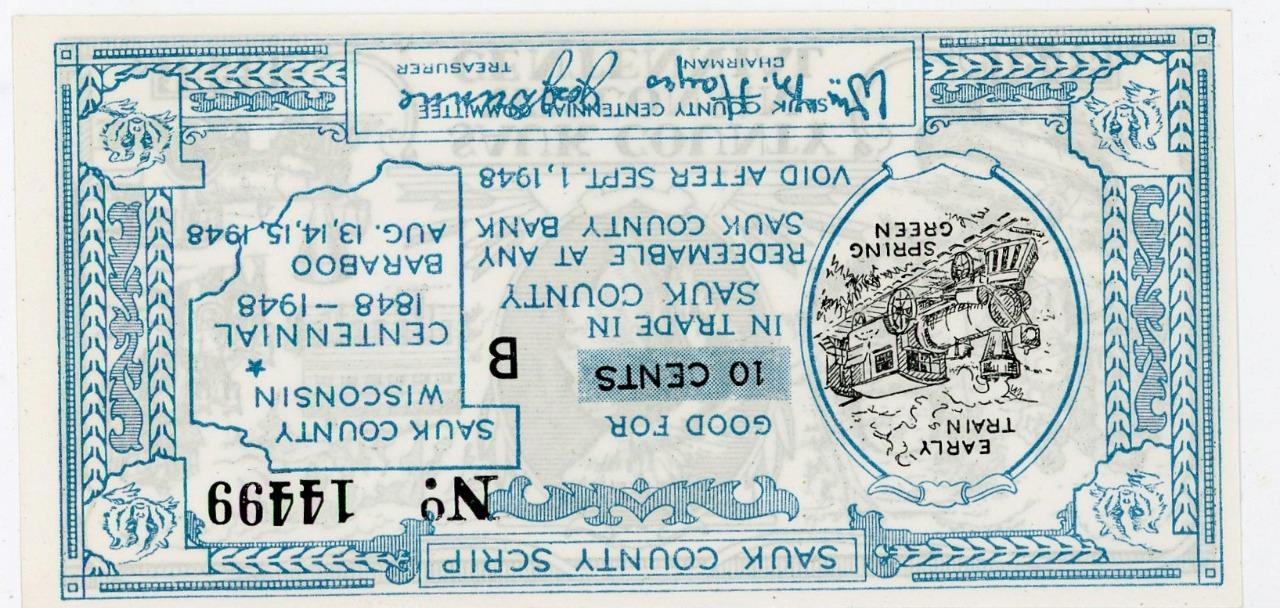 SAUK COUNTY SCRIP
Nº 14499
EARLY
TRAIN
SPRING
GREEN
GOOD FOR
10 CENTS
B
IN TRADE IN
SAUK COUNTY
REDEEMABLE AT ANY
SAUK COUNTY BANK
VOID AFTER SEPT. 1, 1948
SAUK COUNTY
WISCONSIN
CENTENNIAL
1848 – 1948
BARABOO
AUG. 13, 14, 15, 1948
SAUK COUNTY CENTENNIAL COMMITTEE
Wm. M. Hayes
CHAIRMAN
TREASURER